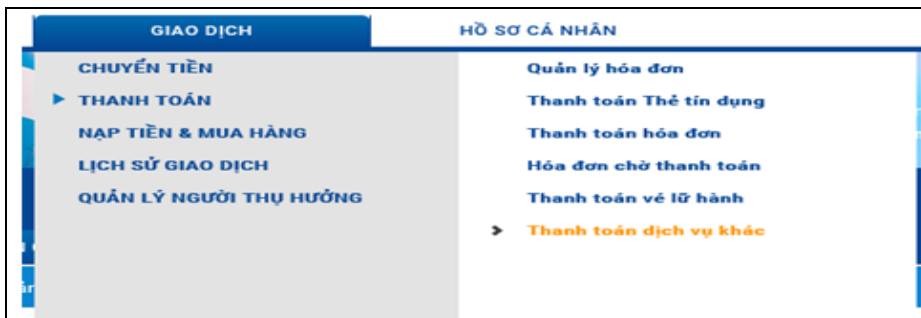 GIAO DỊCH
HỒ SƠ CÁ NHÂN
CHUYỂN TIỀN
THANH TOÁN
NẠP TIỀN & MUA HÀNG
LỊCH SỬ GIAO DỊCH
QUẢN LÝ NGƯỜI THỤ HƯỞNG
Quản lý hóa đơn
Thanh toán Thẻ tín dụng
Thanh toán hóa đơn
Hóa đơn chờ thanh toán
Thanh toán vé lữ hành
Thanh toán dịch vụ khác